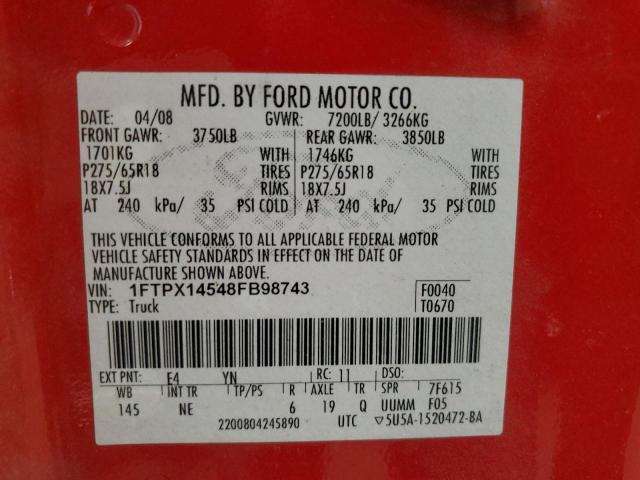 MFD. BY FORD MOTOR CO.
DATE: 04/08 GVWR: 7200LB/ 3266KG
FRONT GAWR: 3750LB REAR GAWR: 3850LB
1701KG WITH 1746KG WITH
P275/65R18 TIRES P275/65R18 TIRES
18X7.5J RIMS 18X7.5J RIMS
AT 240 kPa/ 35 PSI COLD AT 240 kPa/ 35 PSI COLD
THIS VEHICLE CONFORMS TO ALL APPLICABLE FEDERAL MOTOR
VEHICLE SAFETY STANDARDS IN EFFECT ON THE DATE OF
MANUFACTURE SHOWN ABOVE.
VIN: 1FTPX14548FB98743 F0040
TYPE: Truck T0670
EXT PNT: E4 YN RC: 11 DSO:
WB INT TR TP/PS R AXLE TR SPR 7F615
145 NE 6 19 Q UUMM F05
2200804245890 UTC ▽5U5A-1520472-BA